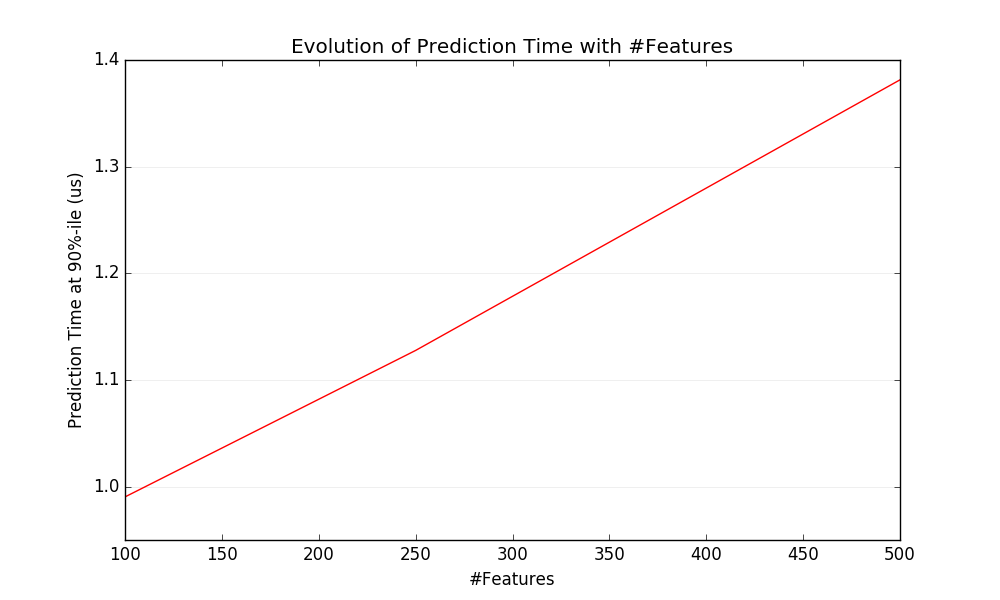 Evolution of Prediction Time with #Features
1.4
1.3
1.2
1.1
1.0
Prediction Time at 90%-ile (us)
100 150 200 250 300 350 400 450 500
#Features